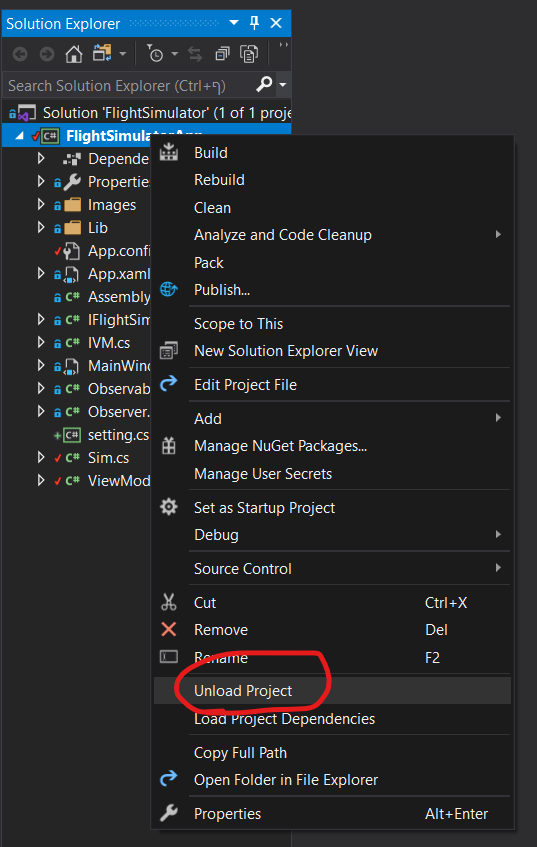 Solution Explorer
Search Solution Explorer (Ctrl+ך)
Solution 'FlightSimulator' (1 of 1 proje
C# FlightSimulatorApp
Depende
Propertie
Images
Lib
App.confi
App.xaml
C# Assembly
C# IFlightSim
C# IVM.cs
MainWind
C# Observab
C# Observer.
C# setting.cs
C# Sim.cs
C# ViewMod
Build
Rebuild
Clean
Analyze and Code Cleanup
Pack
Publish...
Scope to This
New Solution Explorer View
Edit Project File
Add
Manage NuGet Packages...
Manage User Secrets
Set as Startup Project
Debug
Source Control
Cut Ctrl+X
Remove Del
Rename F2
Unload Project
Load Project Dependencies
Copy Full Path
Open Folder in File Explorer
Properties Alt+Enter